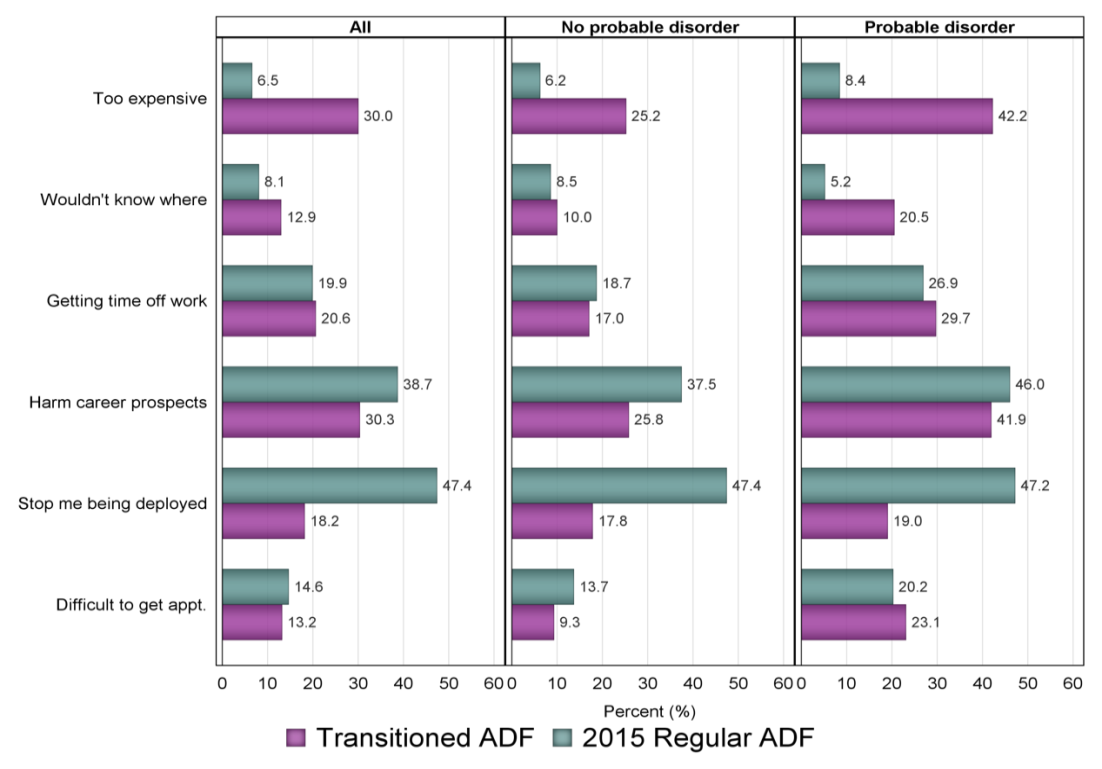 All No probable disorder Probable disorder
Too expensive 6.5 6.2 8.4
30.0 25.2 42.2
Wouldn't know where 8.1 8.5 5.2
12.9 10.0 20.5
Getting time off work 19.9 18.7 26.9
20.6 17.0 29.7
Harm career prospects 38.7 37.5 46.0
30.3 25.8 41.9
Stop me being deployed 47.4 47.4 47.2
18.2 17.8 19.0
Difficult to get appt. 14.6 13.7 20.2
13.2 9.3 23.1
0 10 20 30 40 50 60 0 10 20 30 40 50 60 0 10 20 30 40 50 60
Percent (%)
Transitioned ADF 2015 Regular ADF